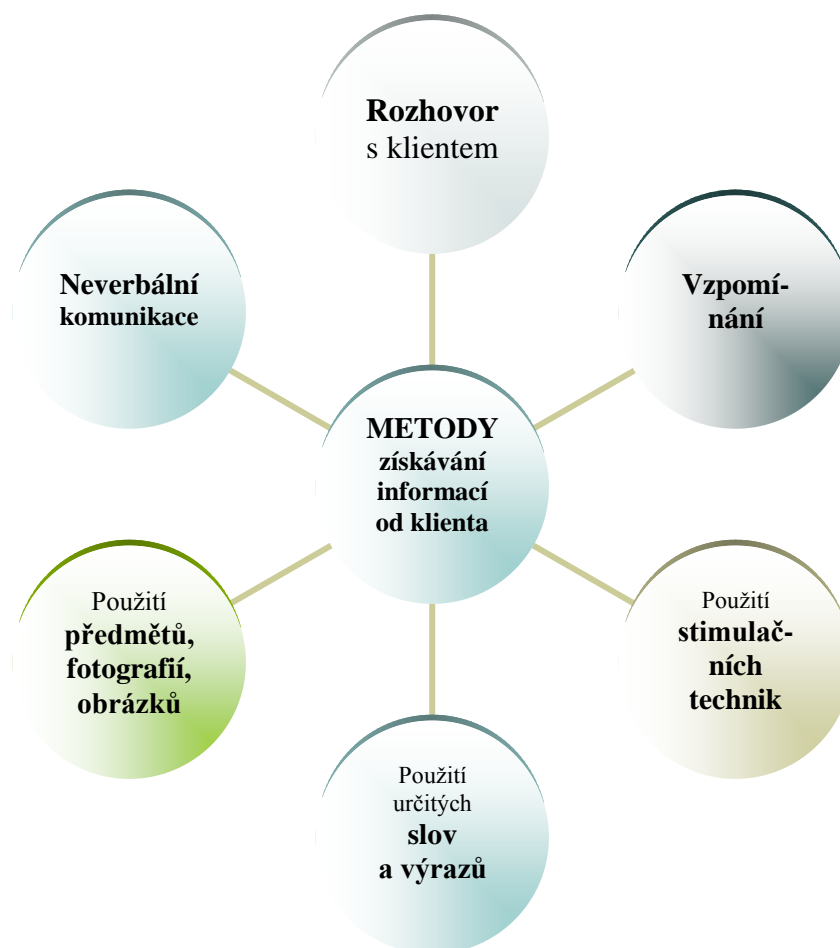 Rozhovor
s klientem
Neverbální
komunikace
Vzpomí-
nání
METODY
získávání
informací
od klienta
Použití
předmětů,
fotografií,
obrázků
Použití
stimulač-
ních
technik
Použití
určitých
slov
a výrazů